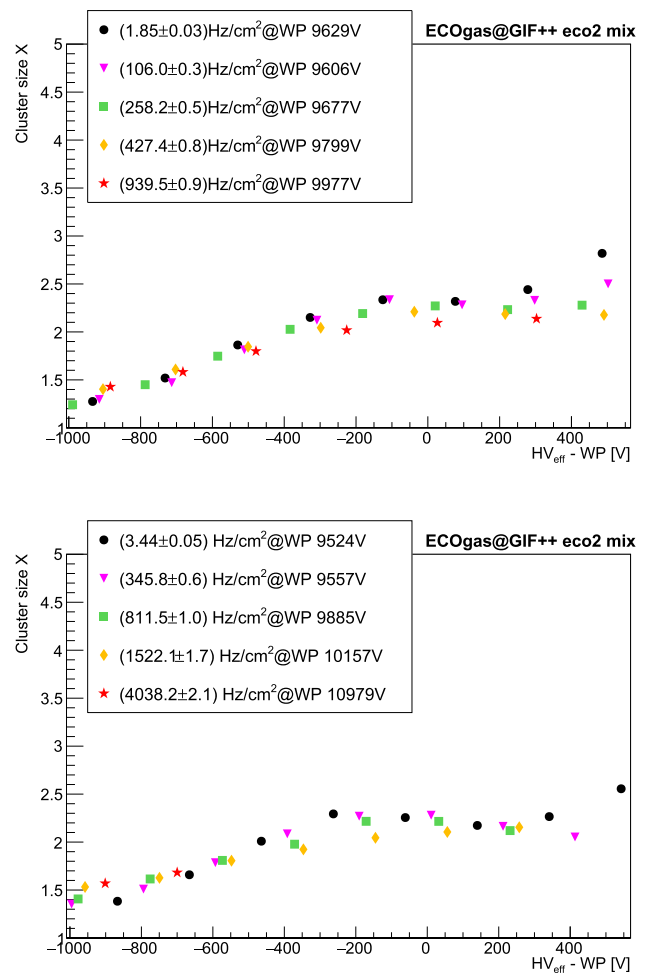 (1.85±0.03)Hz/cm²@WP 9629V
ECOgas@GIF++ eco2 mix
(106.0±0.3)Hz/cm²@WP 9606V
(258.2±0.5)Hz/cm²@WP 9677V
(427.4±0.8)Hz/cm²@WP 9799V
(939.5±0.9)Hz/cm²@WP 9977V
Cluster size X
5
4.5
4
3.5
3
2.5
2
1.5
1
−1000 −800 −600 −400 −200 0 200 400
HVeff - WP [V]
(3.44±0.05) Hz/cm²@WP 9524V
ECOgas@GIF++ eco2 mix
(345.8±0.6) Hz/cm²@WP 9557V
(811.5±1.0) Hz/cm²@WP 9885V
(1522.1±1.7) Hz/cm²@WP 10157V
(4038.2±2.1) Hz/cm²@WP 10979V
Cluster size X
5
4.5
4
3.5
3
2.5
2
1.5
1
−1000 −800 −600 −400 −200 0 200 400
HVeff - WP [V]